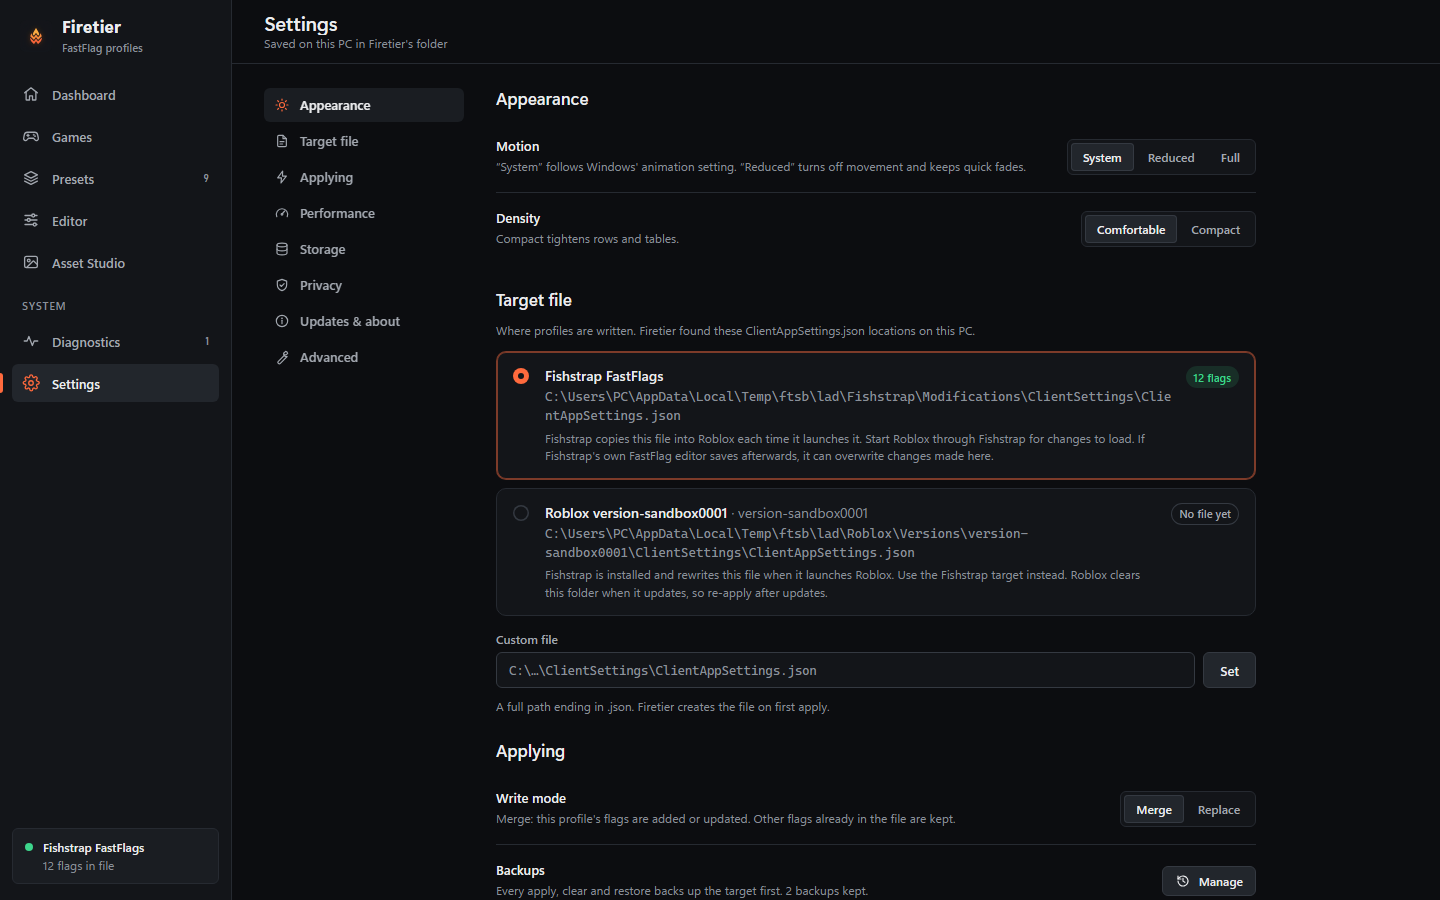 Firetier
FastFlag profiles
Dashboard
Games
Presets 9
Editor
Asset Studio
SYSTEM
Diagnostics 1
Settings
Fishstrap FastFlags
12 flags in file
Settings
Saved on this PC in Firetier's folder
Appearance
Target file
Applying
Performance
Storage
Privacy
Updates & about
Advanced
Appearance
Motion
"System" follows Windows' animation setting. "Reduced" turns off movement and keeps quick fades.
System Reduced Full
Density
Compact tightens rows and tables.
Comfortable Compact
Target file
Where profiles are written. Firetier found these ClientAppSettings.json locations on this PC.
Fishstrap FastFlags
12 flags
C:\Users\PC\AppData\Local\Temp\ftsb\lad\Fishstrap\Modifications\ClientSettings\Clie
ntAppSettings.json
Fishstrap copies this file into Roblox each time it launches it. Start Roblox through Fishstrap for changes to load. If
Fishstrap's own FastFlag editor saves afterwards, it can overwrite changes made here.
Roblox version-sandbox0001 · version-sandbox0001
No file yet
C:\Users\PC\AppData\Local\Temp\ftsb\lad\Roblox\Versions\version-
sandbox0001\ClientSettings\ClientAppSettings.json
Fishstrap is installed and rewrites this file when it launches Roblox. Use the Fishstrap target instead. Roblox clears
this folder when it updates, so re-apply after updates.
Custom file
C:\…\ClientSettings\ClientAppSettings.json
Set
A full path ending in .json. Firetier creates the file on first apply.
Applying
Write mode
Merge: this profile's flags are added or updated. Other flags already in the file are kept.
Merge Replace
Backups
Every apply, clear and restore backs up the target first. 2 backups kept.
Manage